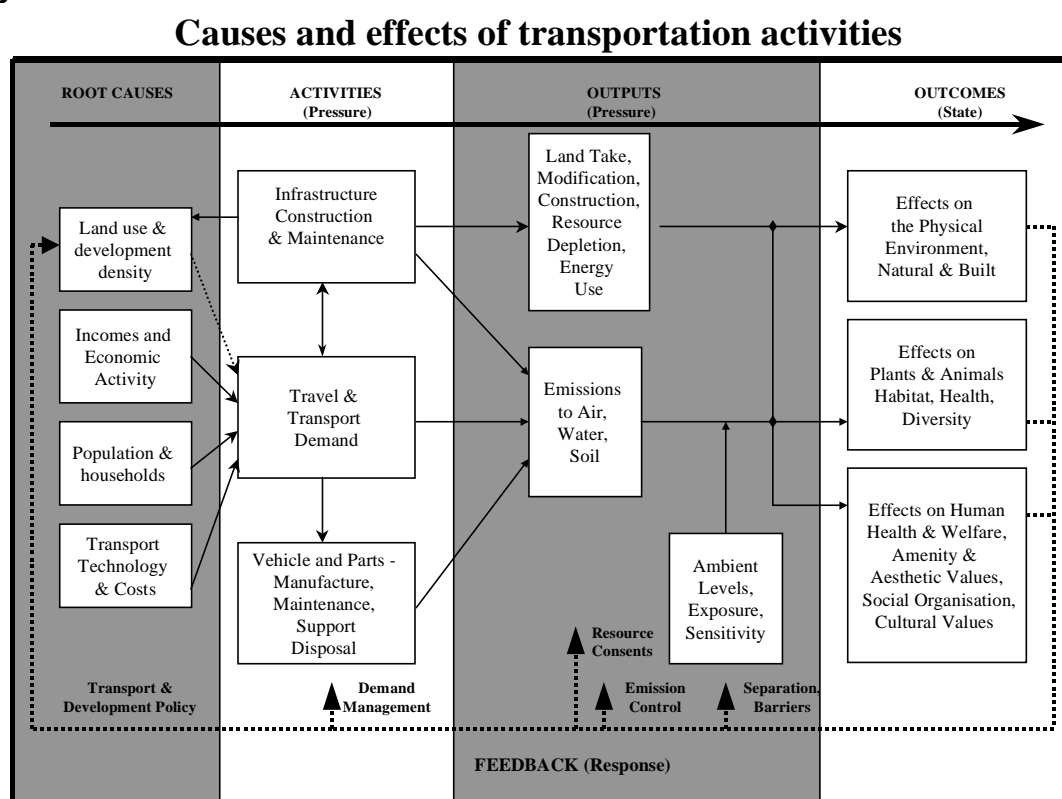 Causes and effects of transportation activities
ROOT CAUSES
ACTIVITIES
(Pressure)
OUTPUTS
(Pressure)
OUTCOMES
(State)
Land use &
development
density
Incomes and
Economic
Activity
Population &
households
Transport
Technology
& Costs
Transport &
Development Policy
Infrastructure
Construction
& Maintenance
Travel &
Transport
Demand
Vehicle and Parts -
Manufacture,
Maintenance,
Support
Disposal
Demand
Management
Land Take,
Modification,
Construction,
Resource
Depletion,
Energy
Use
Emissions
to Air,
Water,
Soil
Ambient
Levels,
Exposure,
Sensitivity
Resource
Consents
Emission
Control
Separation,
Barriers
Effects on
the Physical
Environment,
Natural & Built
Effects on
Plants & Animals
Habitat, Health,
Diversity
Effects on Human
Health & Welfare,
Amenity &
Aesthetic Values,
Social Organisation,
Cultural Values
FEEDBACK (Response)